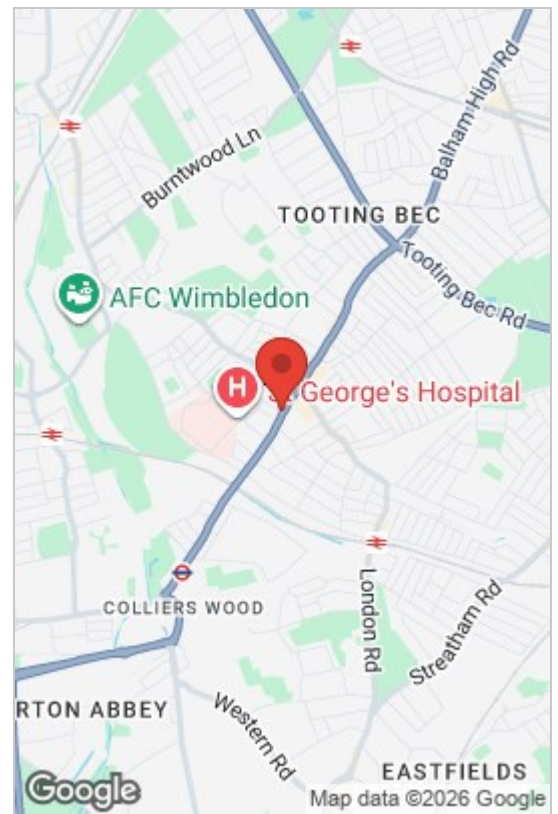 Balham High Rd
Burntwood Ln
TOOTING BEC
Tooting Bec Rd
AFC Wimbledon
H
St George's Hospital
COLLIERS WOOD
London Rd
Streatham Rd
RTON ABBEY
Western Rd
EASTFIELDS
Google
Map data ©2026 Google